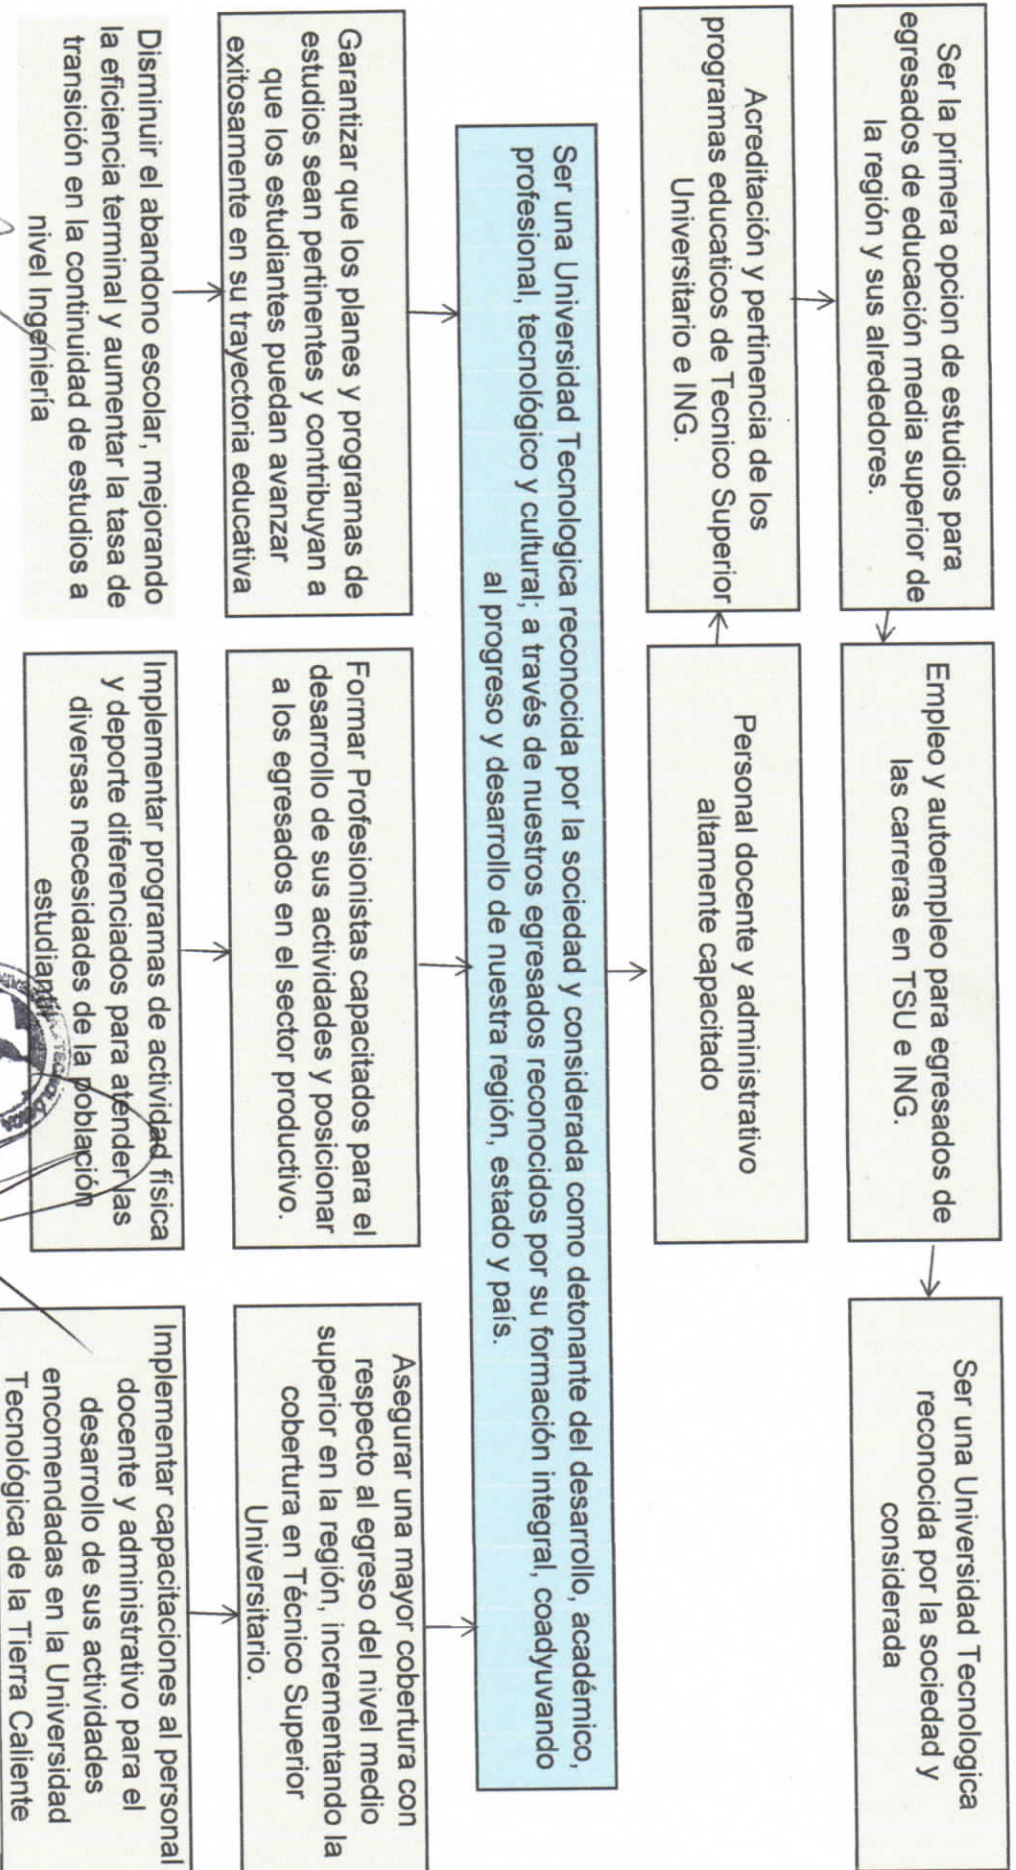 Ser la primera opcion de estudios para
egresados de educación media superior de
la región y sus alrededores.
Empleo y autoempleo para egresados de
las carreras en TSU e ING.
Ser una Universidad Tecnologica
reconocida por la sociedad y
considerada
Acreditación y pertinencia de los
programas educaticos de Tecnico Superior
Universitario e ING.
Personal docente y administrativo
altamente capacitado
Ser una Universidad Tecnologica reconocida por la sociedad y considerada como detonante del desarrollo, académico,
profesional, tecnológico y cultural; a través de nuestros egresados reconocidos por su formación integral, coadyuvando
al progreso y desarrollo de nuestra región, estado y país.
Garantizar que los planes y programas de
estudios sean pertinentes y contribuyan a
que los estudiantes puedan avanzar
exitosamente en su trayectoria educativa
Formar Profesionistas capacitados para el
desarrollo de sus actividades y posicionar
a los egresados en el sector productivo.
Asegurar una mayor cobertura con
respecto al egreso del nivel medio
superior en la región, incrementando la
cobertura en Técnico Superior
Universitario.
Disminuir el abandono escolar, mejorando
la eficiencia terminal y aumentar la tasa de
transición en la continuidad de estudios a
nivel Ingeniería
Implementar programas de actividad física
y deporte diferenciados para atender las
diversas necesidades de la población
estudiantil
Implementar capacitaciones al personal
docente y administrativo para el
desarrollo de sus actividades
encomendadas en la Universidad
Tecnológica de la Tierra Caliente